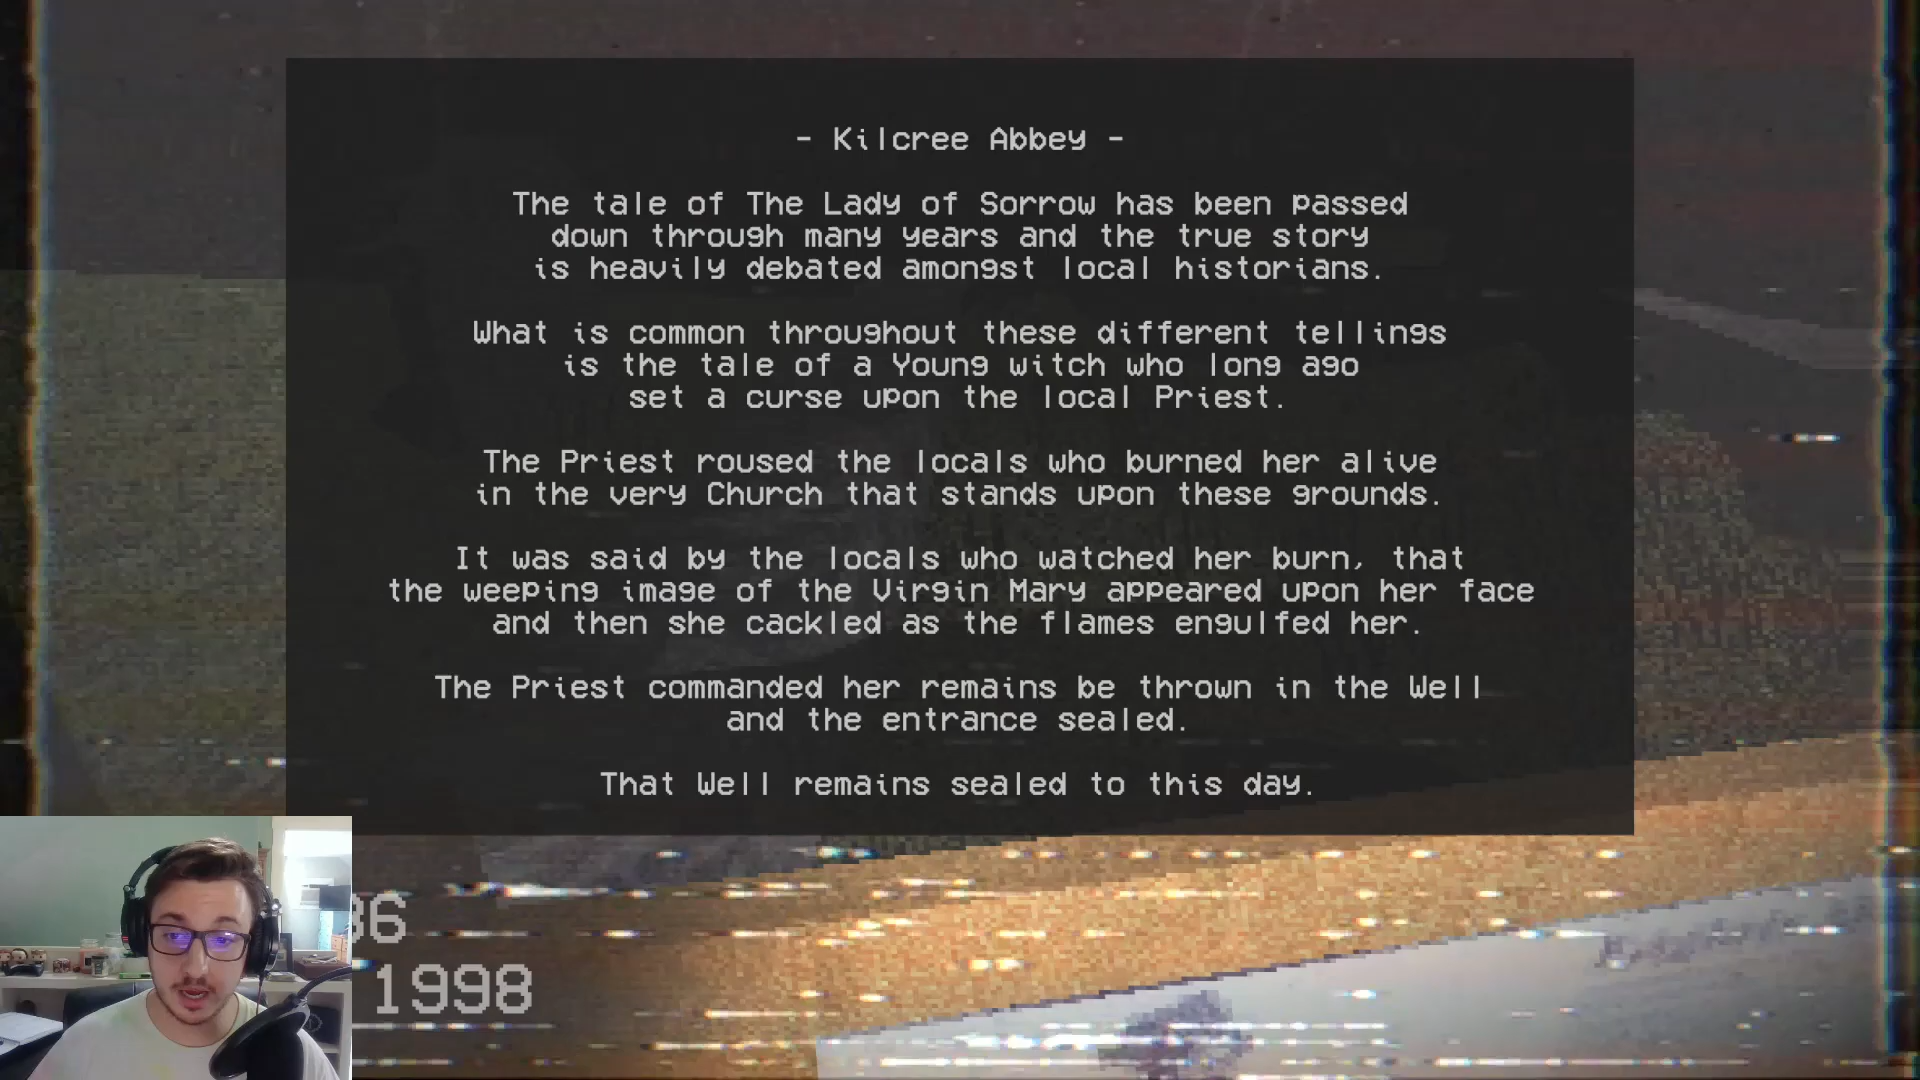 - Kilcree Abbey -
The tale of The Lady of Sorrow has been passed
down through many years and the true story
is heavily debated amongst local historians.
What is common throughout these different tellings
is the tale of a Young witch who long ago
set a curse upon the local Priest.
The Priest roused the locals who burned her alive
in the very Church that stands upon these grounds.
It was said by the locals who watched her burn, that
the weeping image of the Virgin Mary appeared upon her face
and then she cackled as the flames engulfed her.
The Priest commanded her remains be thrown in the Well
and the entrance sealed.
That Well remains sealed to this day.
36
1998